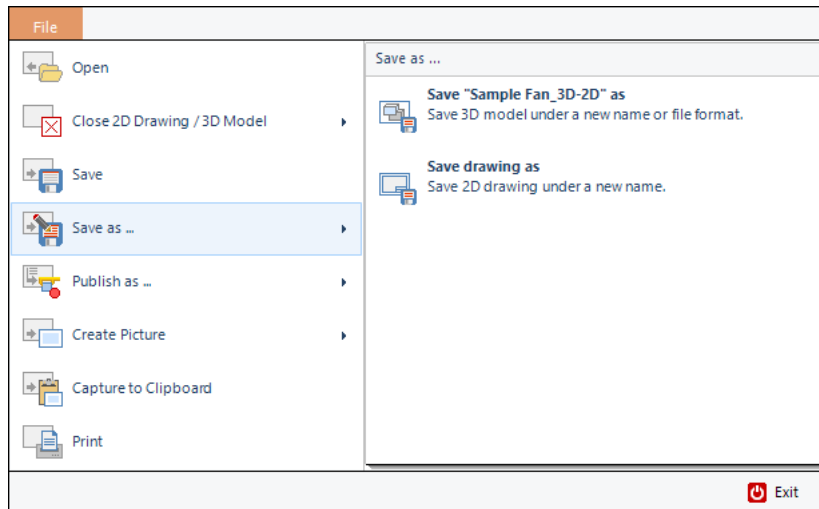 File
Open
Close 2D Drawing / 3D Model
Save
Save as ...
Publish as ...
Create Picture
Capture to Clipboard
Print
Save as ...
Save "Sample Fan_3D-2D" as
Save 3D model under a new name or file format.
Save drawing as
Save 2D drawing under a new name.
Exit